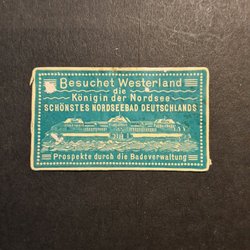 Besuchet Westerland
die
Königin der Nordsee
SCHÖNSTES NORDSEEBAD DEUTSCHLANDS
Prospekte durch die Badeverwaltung